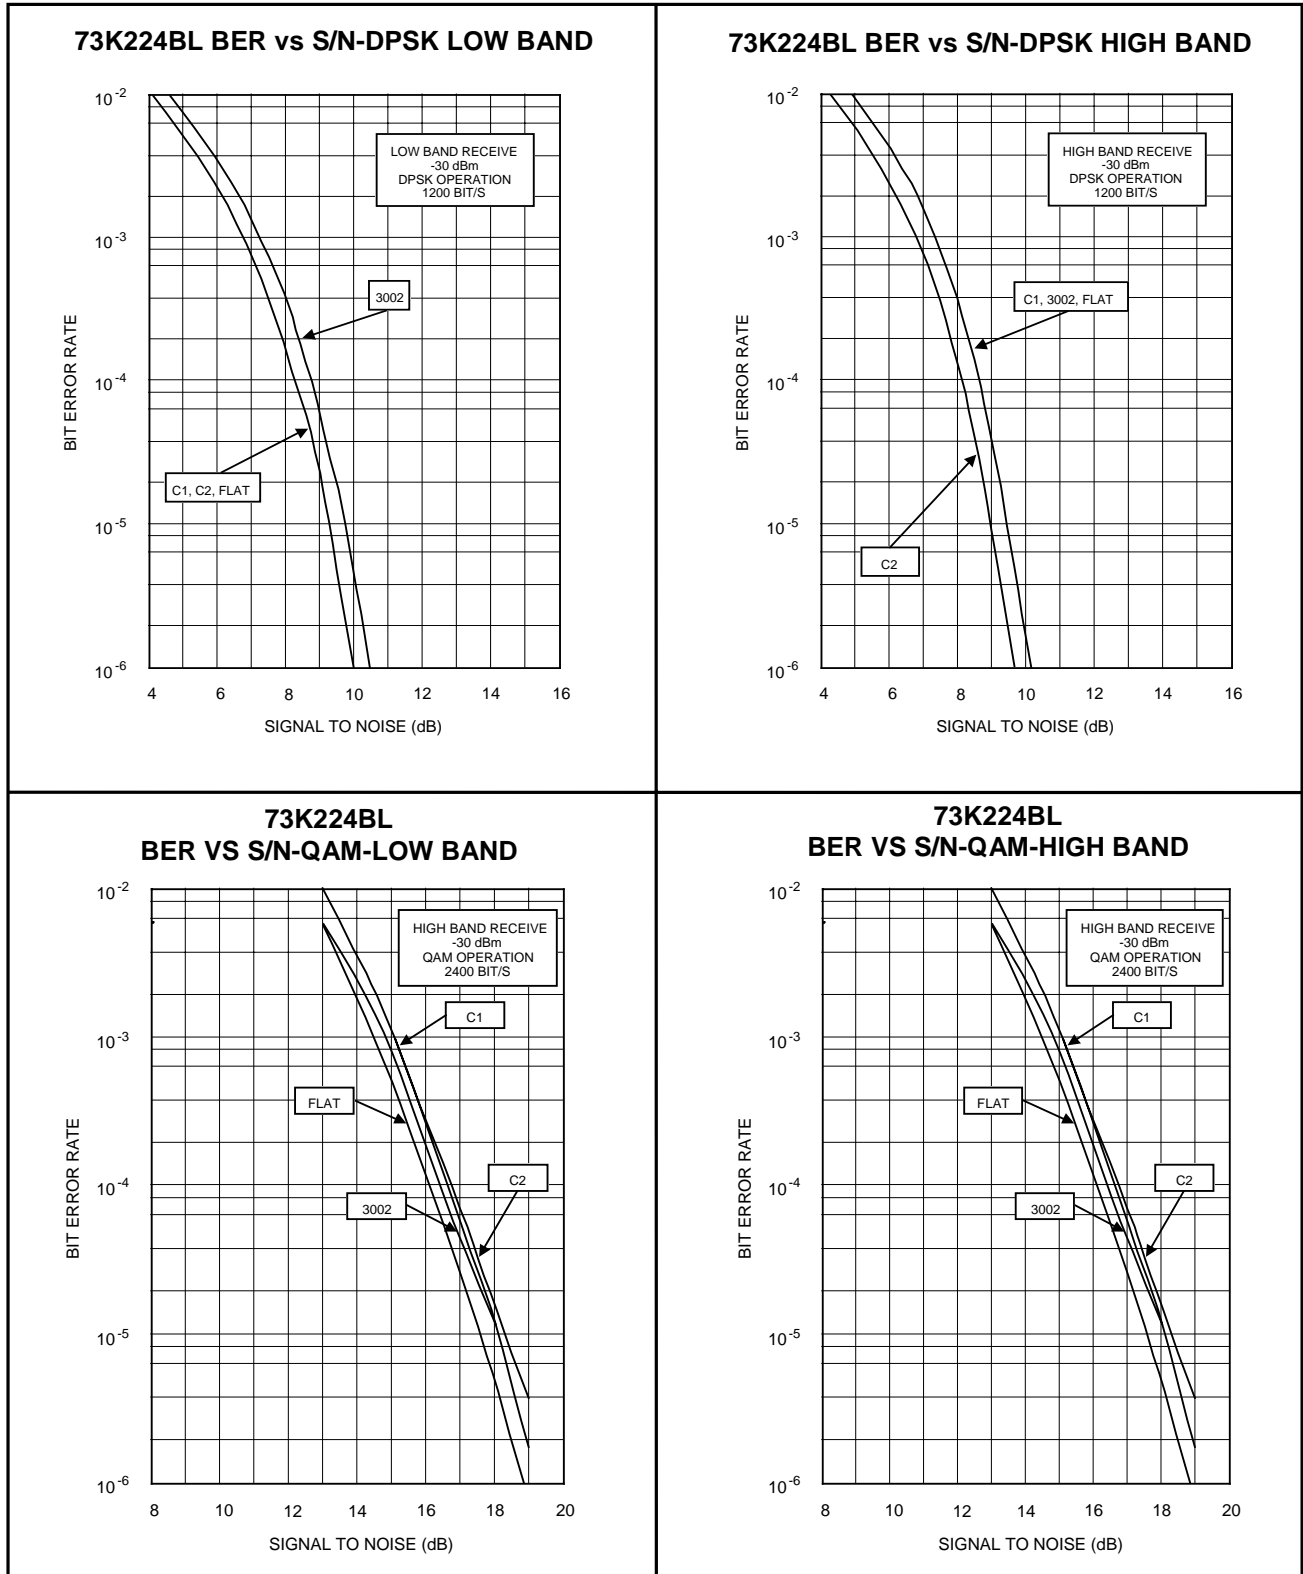 73K224BL BER vs S/N-DPSK LOW BAND
10-2
10-3
10-4
10-5
10-6
BIT ERROR RATE
LOW BAND RECEIVE
-30 dBm
DPSK OPERATION
1200 BIT/S
3002
C1, C2, FLAT
4 6 8 10 12 14 16
SIGNAL TO NOISE (dB)
73K224BL BER vs S/N-DPSK HIGH BAND
10-2
10-3
10-4
10-5
10-6
BIT ERROR RATE
HIGH BAND RECEIVE
-30 dBm
DPSK OPERATION
1200 BIT/S
C1, 3002, FLAT
C2
4 6 8 10 12 14 16
SIGNAL TO NOISE (dB)
73K224BL
BER VS S/N-QAM-LOW BAND
10-2
10-3
10-4
10-5
10-6
BIT ERROR RATE
HIGH BAND RECEIVE
-30 dBm
QAM OPERATION
2400 BIT/S
C1
FLAT
C2
3002
8 10 12 14 16 18 20
SIGNAL TO NOISE (dB)
73K224BL
BER VS S/N-QAM-HIGH BAND
10-2
10-3
10-4
10-5
10-6
BIT ERROR RATE
HIGH BAND RECEIVE
-30 dBm
QAM OPERATION
2400 BIT/S
C1
FLAT
C2
3002
8 10 12 14 16 18 20
SIGNAL TO NOISE (dB)